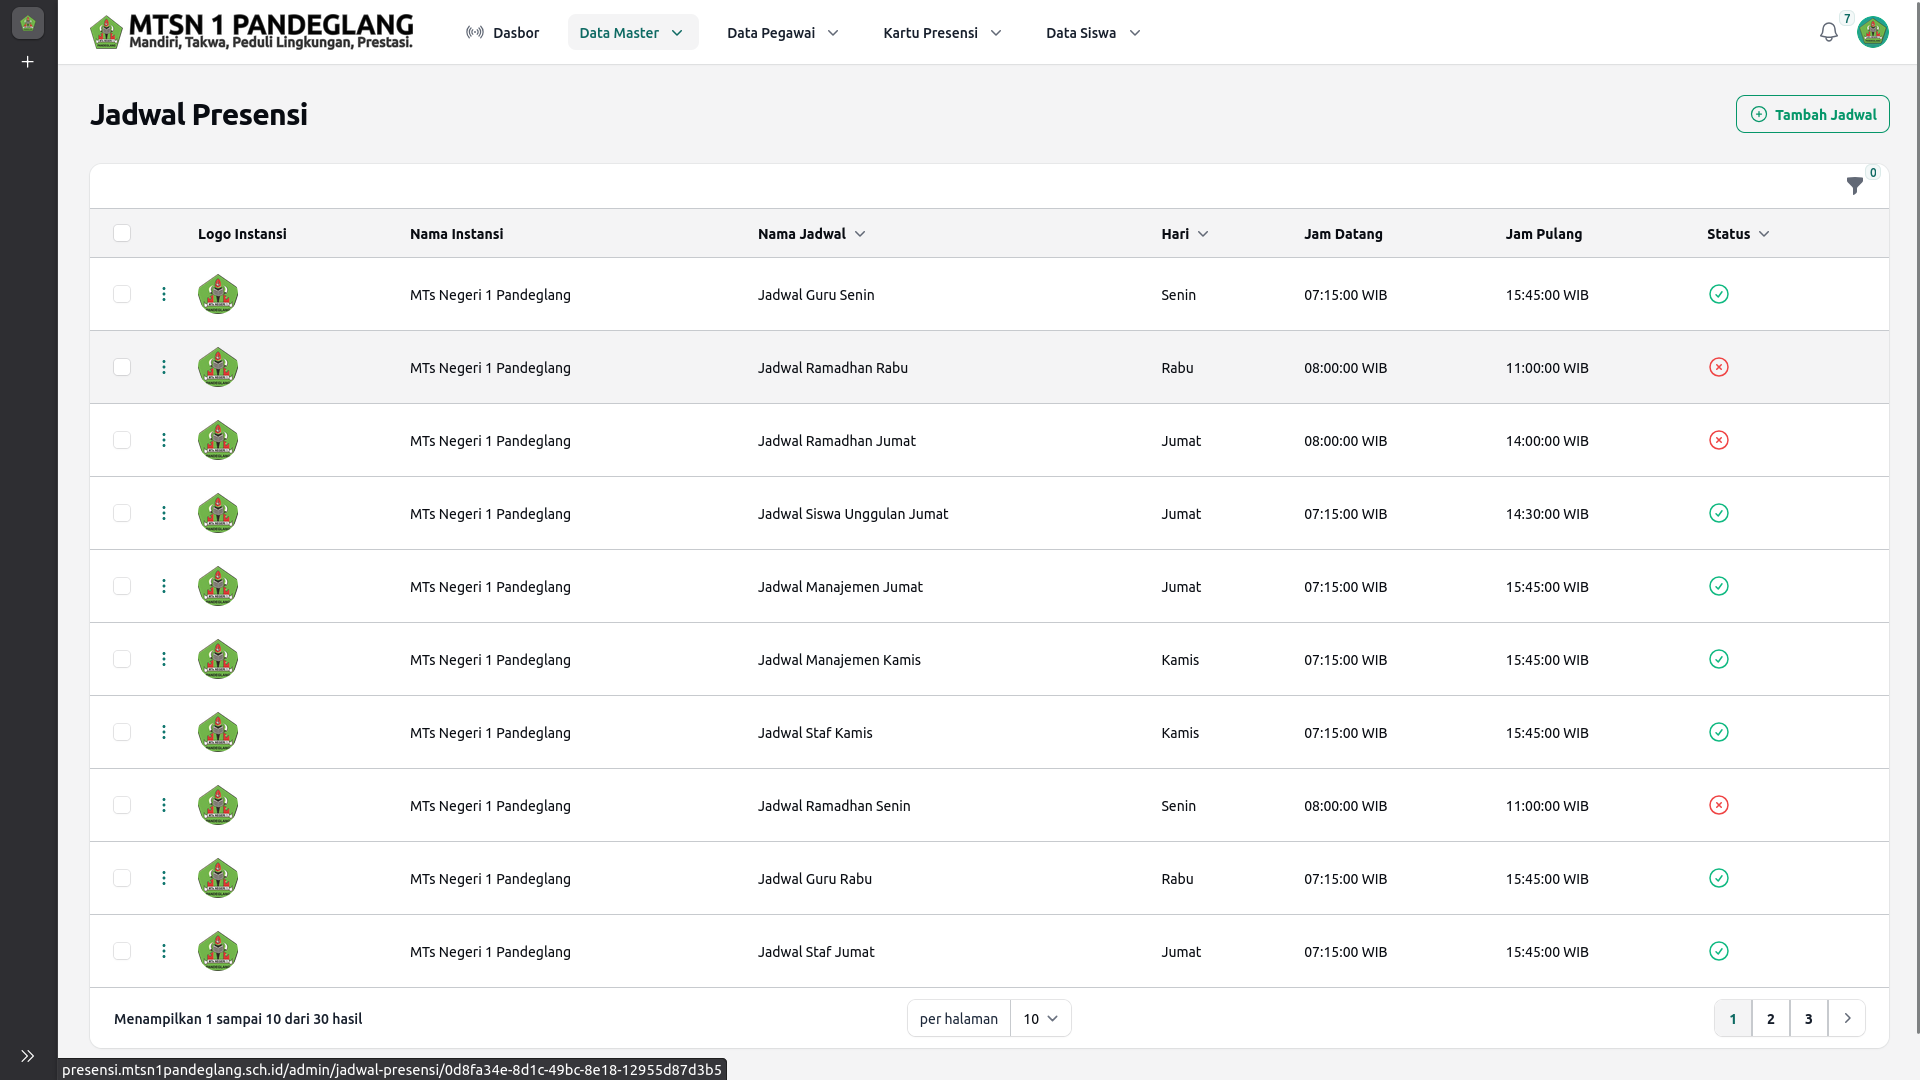 MTSN 1 PANDEGLANG
Mandiri, Takwa, Peduli Lingkungan, Prestasi.
Dasbor
Data Master
Data Pegawai
Kartu Presensi
Data Siswa
7
Jadwal Presensi
Tambah Jadwal
0
Logo Instansi Nama Instansi Nama Jadwal Hari Jam Datang Jam Pulang Status
MTs Negeri 1 Pandeglang Jadwal Guru Senin Senin 07:15:00 WIB 15:45:00 WIB
MTs Negeri 1 Pandeglang Jadwal Ramadhan Rabu Rabu 08:00:00 WIB 11:00:00 WIB
MTs Negeri 1 Pandeglang Jadwal Ramadhan Jumat Jumat 08:00:00 WIB 14:00:00 WIB
MTs Negeri 1 Pandeglang Jadwal Siswa Unggulan Jumat Jumat 07:15:00 WIB 14:30:00 WIB
MTs Negeri 1 Pandeglang Jadwal Manajemen Jumat Jumat 07:15:00 WIB 15:45:00 WIB
MTs Negeri 1 Pandeglang Jadwal Manajemen Kamis Kamis 07:15:00 WIB 15:45:00 WIB
MTs Negeri 1 Pandeglang Jadwal Staf Kamis Kamis 07:15:00 WIB 15:45:00 WIB
MTs Negeri 1 Pandeglang Jadwal Ramadhan Senin Senin 08:00:00 WIB 11:00:00 WIB
MTs Negeri 1 Pandeglang Jadwal Guru Rabu Rabu 07:15:00 WIB 15:45:00 WIB
MTs Negeri 1 Pandeglang Jadwal Staf Jumat Jumat 07:15:00 WIB 15:45:00 WIB
Menampilkan 1 sampai 10 dari 30 hasil
per halaman 10
1 2 3
presensi.mtsn1pandeglang.sch.id/admin/jadwal-presensi/0d8fa34e-8d1c-49bc-8e18-12955d87d3b5